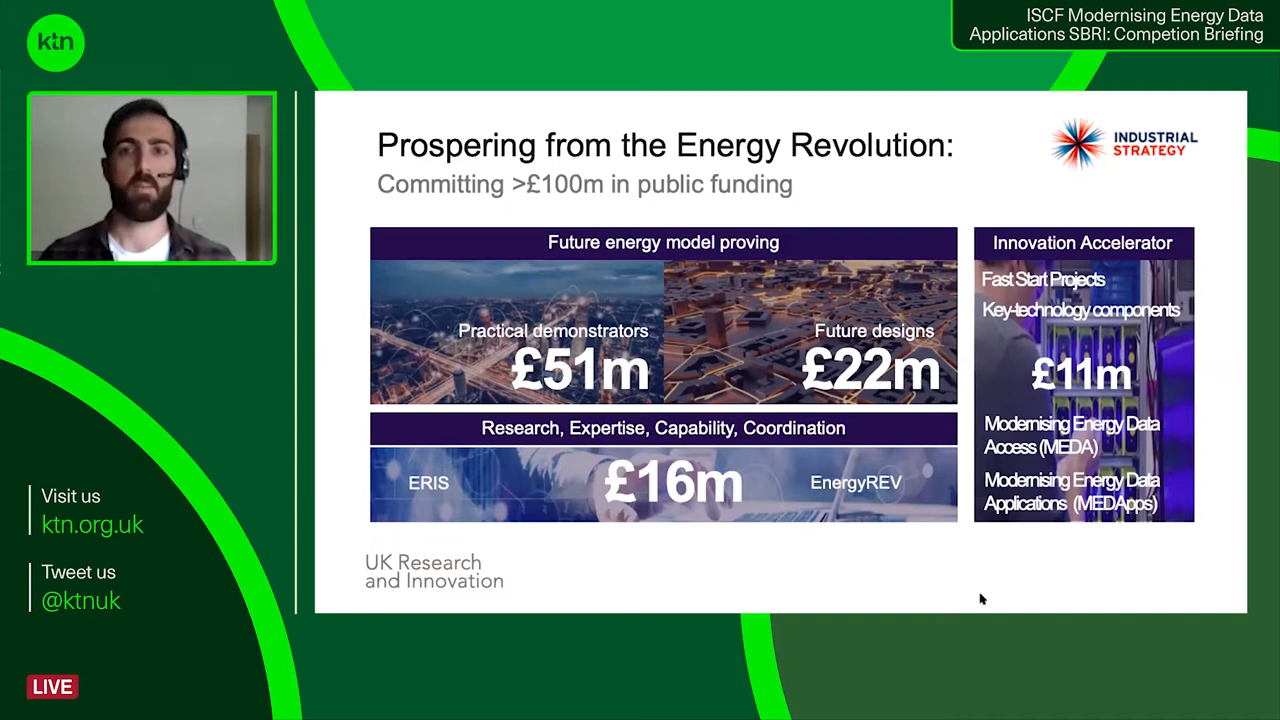 ktn
ISCF Modernising Energy Data
Applications SBRI: Competion Briefing
Prospering from the Energy Revolution:
Committing >£100m in public funding
INDUSTRIAL
STRATEGY
Future energy model proving
Practical demonstrators
£51m
Future designs
£22m
Research, Expertise, Capability, Coordination
ERIS
£16m
EnergyREV
Innovation Accelerator
Fast Start Projects
Key-technology components
£11m
Modernising Energy Data
Access (MEDA)
Modernising Energy Data
Applications (MEDApps)
UK Research
and Innovation
Visit us
ktn.org.uk
Tweet us
@ktnuk
LIVE